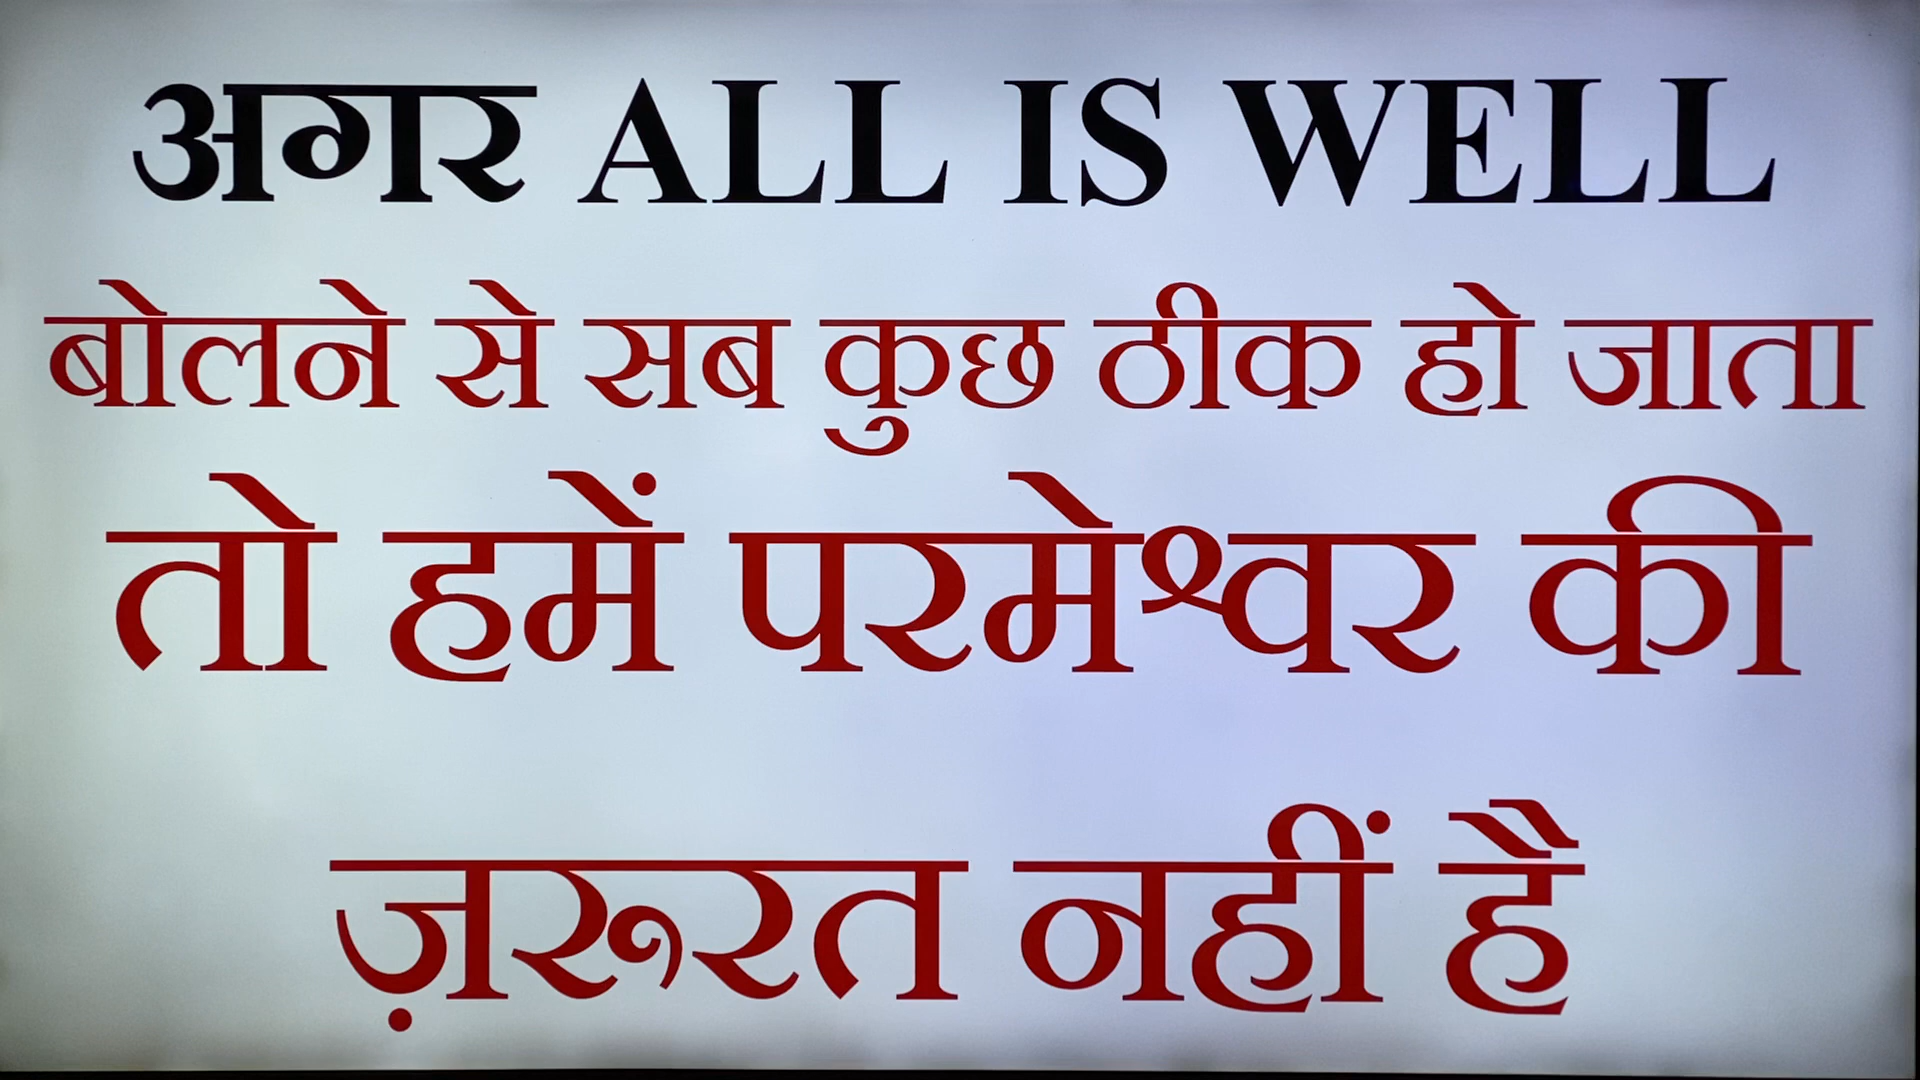 अगर ALL IS WELL
बोलने से सब कुछ ठीक हो जाता
तो हमें परमेश्वर की
ज़रूरत नहीं है